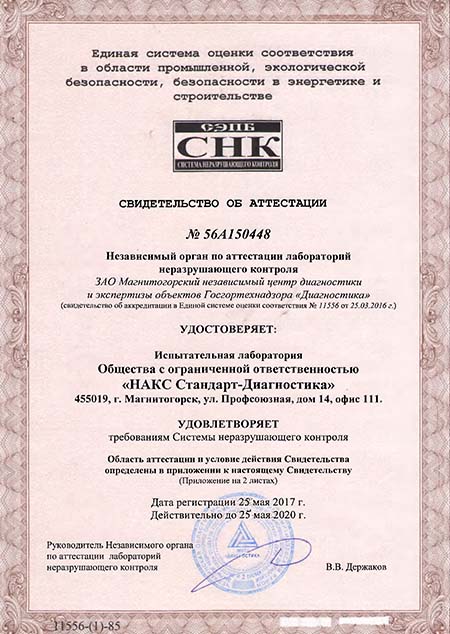 Единая система оценки соответствия
в области промышленной, экологической
безопасности, безопасности в энергетике и
строительстве
СЭПБ
СНК
СИСТЕМА НЕРАЗРУШАЮЩЕГО КОНТРОЛЯ
СВИДЕТЕЛЬСТВО ОБ АТТЕСТАЦИИ
№ 56А150448
Независимый орган по аттестации лабораторий
неразрушающего контроля
ЗАО Магнитогорский независимый центр диагностики
и экспертизы объектов Госгортехнадзора «Диагностика»
(свидетельство об аккредитации в Единой системе оценки соответствия № 11556 от 25.03.2016 г.)
УДОСТОВЕРЯЕТ:
Испытательная лаборатория
Общества с ограниченной ответственностью
«НАКС Стандарт-Диагностика»
455019, г. Магнитогорск, ул. Профсоюзная, дом 14, офис 111.
УДОВЛЕТВОРЯЕТ
требованиям Системы неразрушающего контроля
Область аттестации и условие действия Свидетельства
определены в приложении к настоящему Свидетельству
(Приложение на 2 листах)
Дата регистрации 25 мая 2017 г.
Действительно до 25 мая 2020 г.
Руководитель Независимого органа
по аттестации лабораторий
неразрушающего контроля
В.В. Держаков
11556-(1)-85